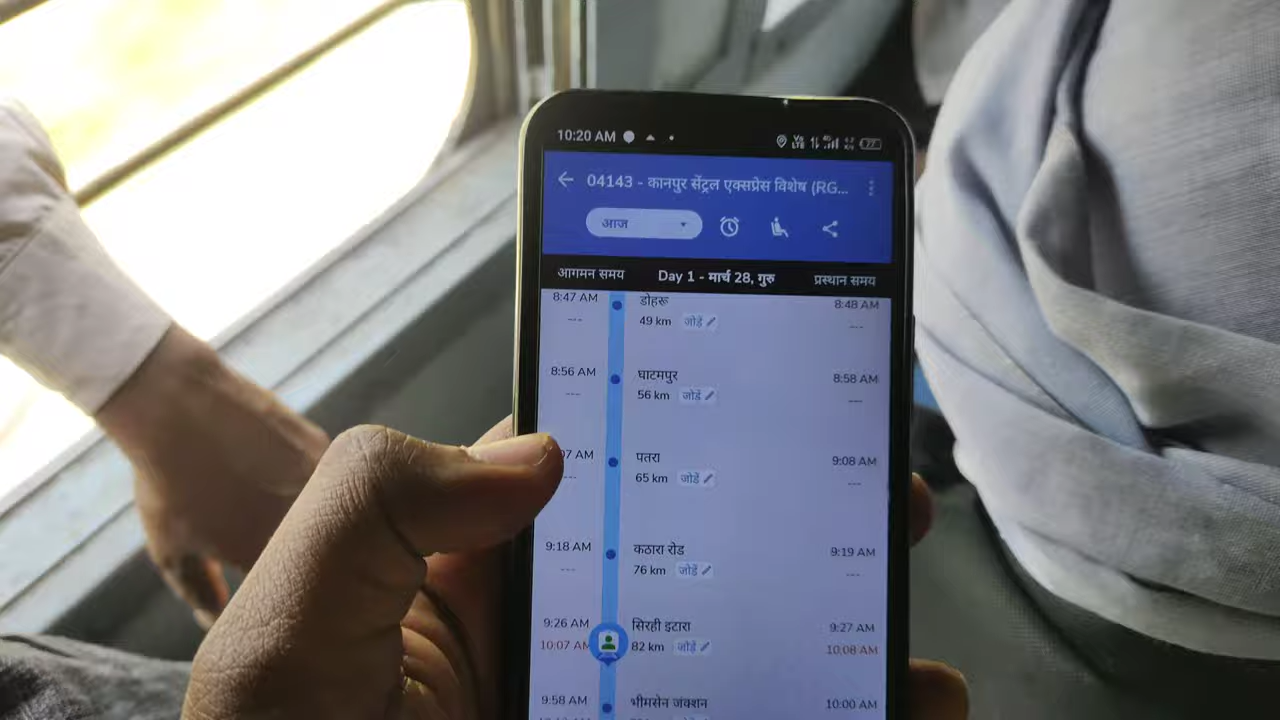 10:20 AM
04143 - कानपुर सेंट्रल एक्सप्रेस विशेष (RG...
आज
आगमन समय Day 1 - मार्च 28, गुरु प्रस्थान समय
8:47 AM डोहरू 8:48 AM
--- 49 km जोड़ें ---
8:56 AM घाटमपुर 8:58 AM
--- 56 km जोड़ें ---
07 AM पतरा 9:08 AM
--- 65 km जोड़ें ---
9:18 AM कठारा रोड 9:19 AM
--- 76 km जोड़ें ---
9:26 AM सिरही इटारा 9:27 AM
10:07 AM 82 km जोड़ें 10:08 AM
9:58 AM भीमसेन जंक्शन 10:00 AM